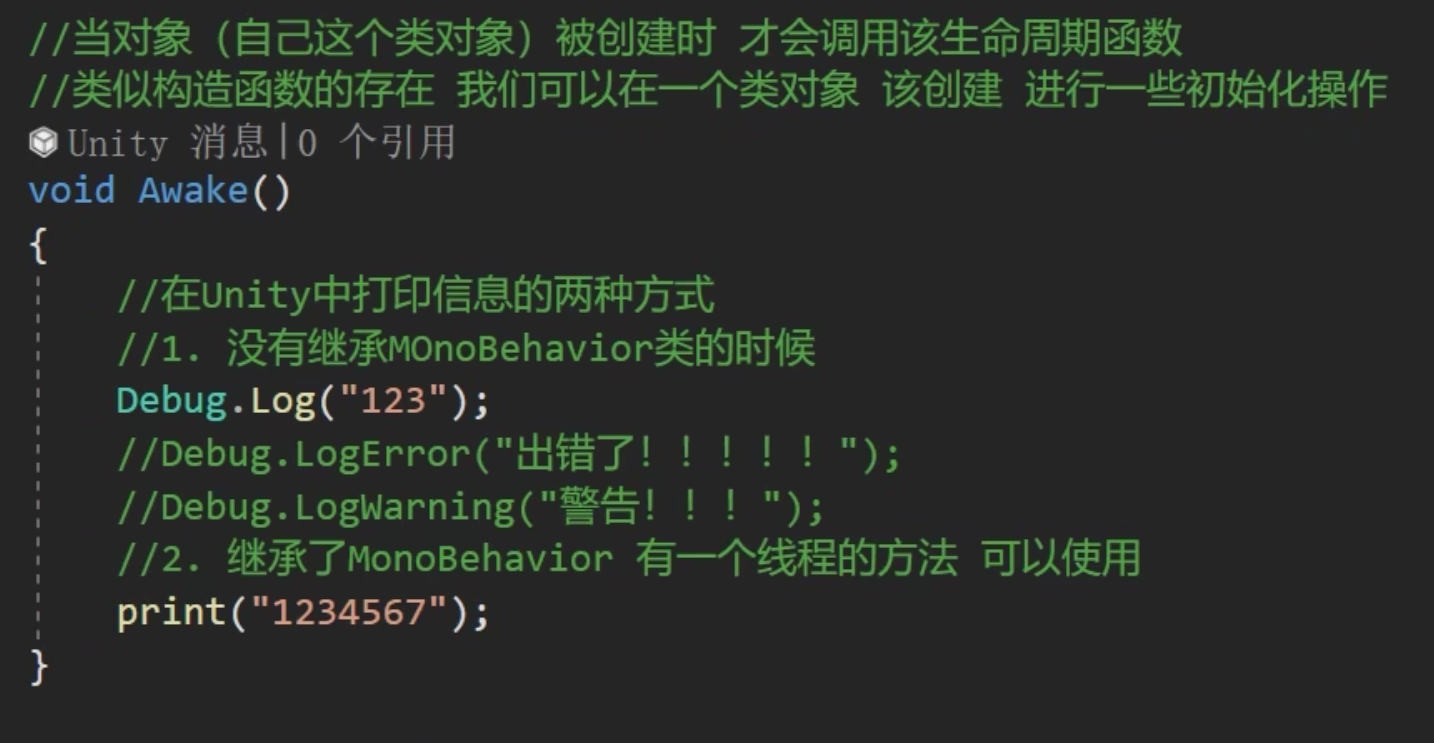 //当对象（自己这个类对象）被创建时 才会调用该生命周期函数
//类似构造函数的存在 我们可以在一个类对象 该创建 进行一些初始化操作
Unity 消息|0 个引用
void Awake()
{
//在Unity中打印信息的两种方式
//1. 没有继承MOnoBehavior类的时候
Debug.Log("123");
//Debug.LogError("出错了！！！！！");
//Debug.LogWarning("警告！！！");
//2. 继承了MonoBehavior 有一个线程的方法 可以使用
print("1234567");
}